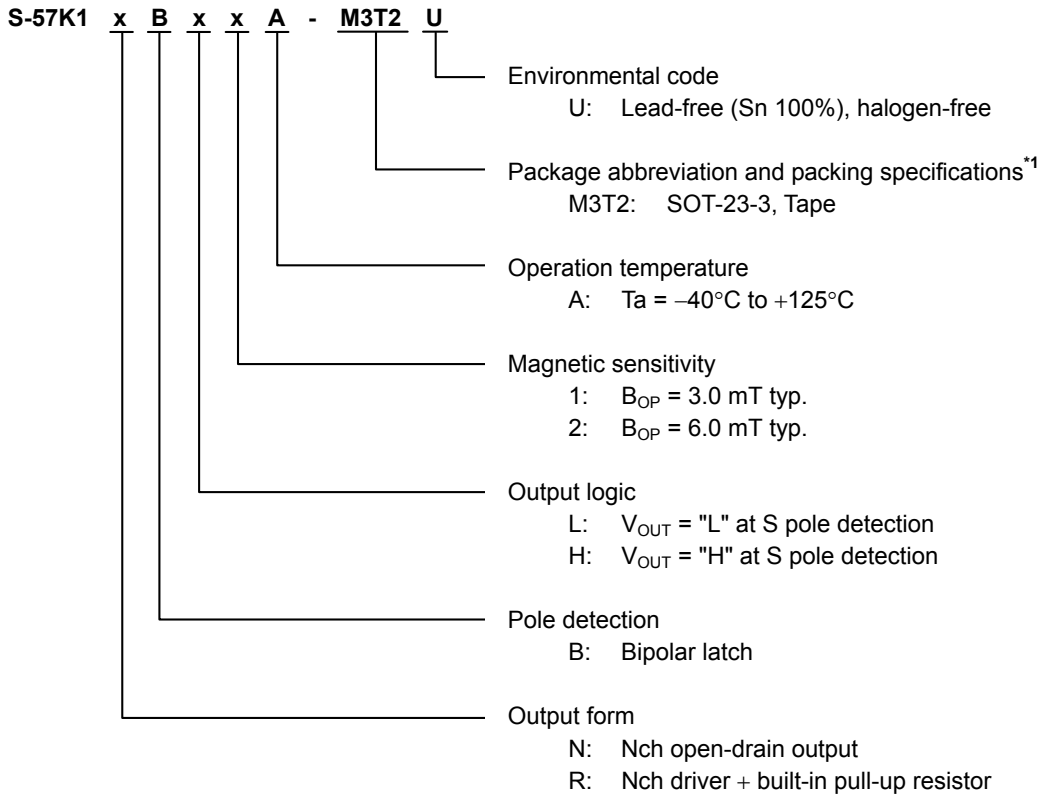 S-57K1 x B x x A - M3T2 U
Environmental code
U: Lead-free (Sn 100%), halogen-free
Package abbreviation and packing specifications*1
M3T2: SOT-23-3, Tape
Operation temperature
A: Ta = −40°C to +125°C
Magnetic sensitivity
1: BOP = 3.0 mT typ.
2: BOP = 6.0 mT typ.
Output logic
L: VOUT = "L" at S pole detection
H: VOUT = "H" at S pole detection
Pole detection
B: Bipolar latch
Output form
N: Nch open-drain output
R: Nch driver + built-in pull-up resistor